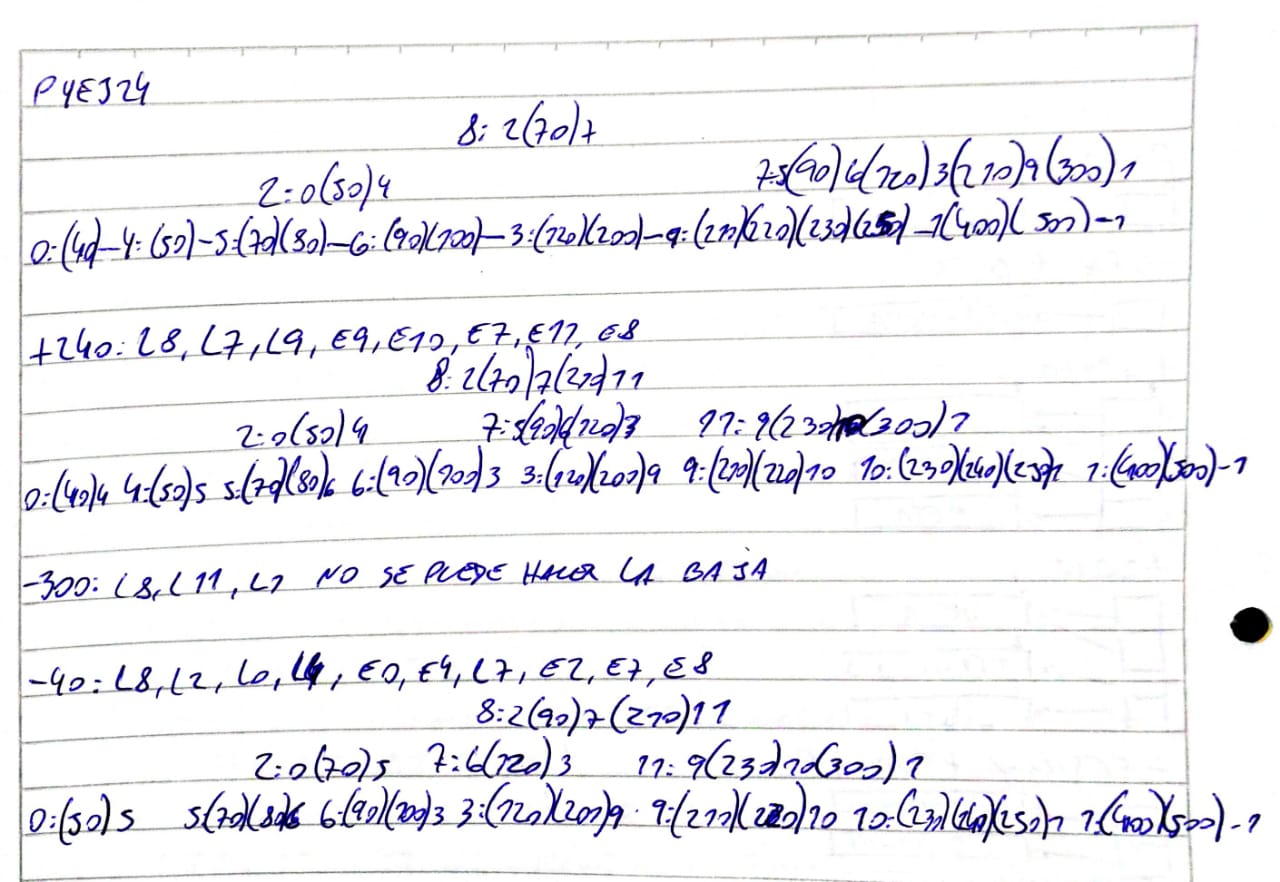 P4EJ24
8: 2(70)7
2: 0(50)4 7:5(90)6(120)3(210)9(300)1
0:(40)-4:(50)-5:(70)(80)-6:(90)(100)-3:(120)(200)-9:(210)(220)(230)(250)-1(400)(500)-1
+240: L8, L7, L9, E9, E10, E7, E11, E8
8: 2(70)7(210)11
2:0(50)4 7:5(90)6(120)3 11: 9(230)10(300)1
0:(40)4 4:(50)5 5:(70)(80)6 6:(90)(100)3 3:(120)(200)9 9:(210)(220)10 10:(230)(240)(250)1 1:(400)(500)-1
-300: L8, L11, L1 NO SE PUEDE HACER LA BAJA
-40: L8, L2, L0, L4, E0, E4, L7, E2, E7, E8
8:2(90)7(210)11
2:0(70)5 7:6(120)3 11: 9(230)10(300)1
0:(50)5 5(70)(80)6 6:(90)(100)3 3:(120)(200)9 9:(210)(220)10 10:(230)(240)(250)1 1:(400)(500)-1